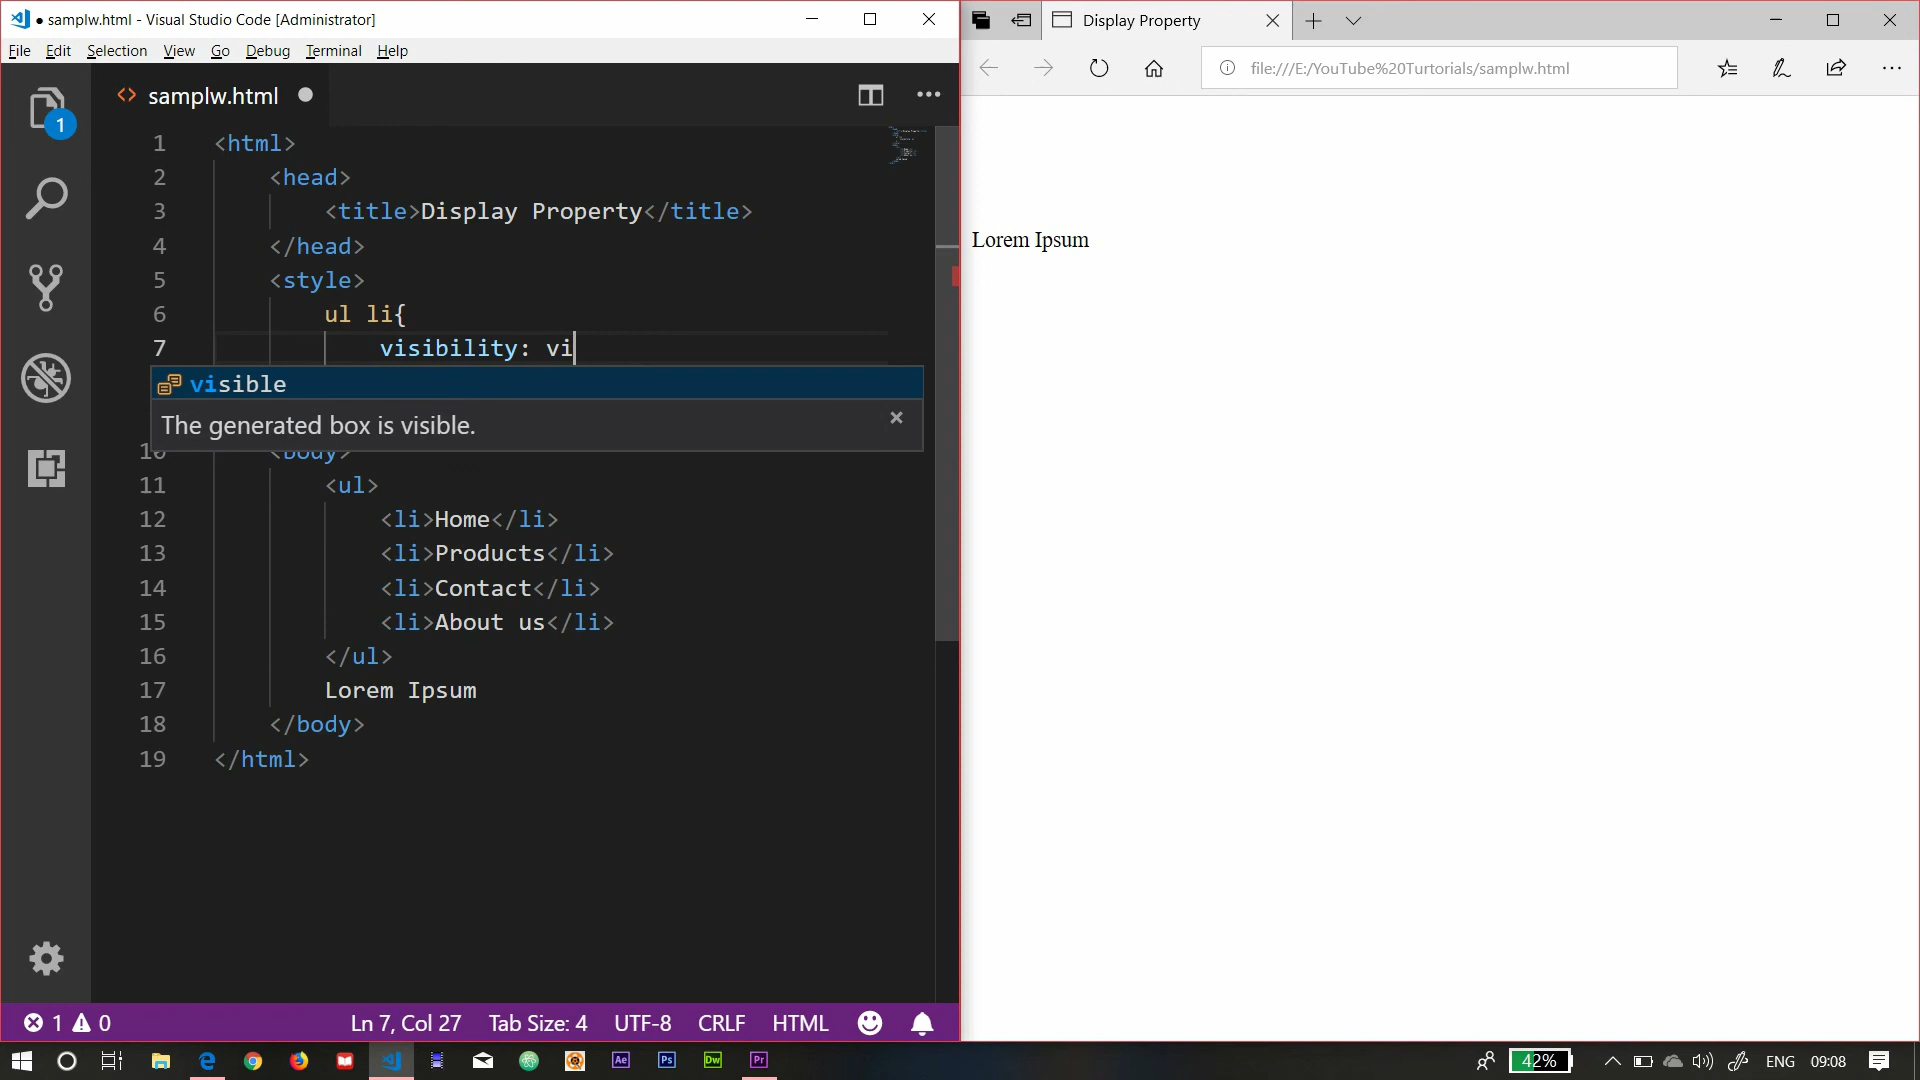 ● samplw.html - Visual Studio Code [Administrator]
File Edit Selection View Go Debug Terminal Help
1
samplw.html
1 <html>
2 <head>
3 <title>Display Property</title>
4 </head>
5 <style>
6 ul li{
7 visibility: vi
visible
The generated box is visible.
10 <body>
11 <ul>
12 <li>Home</li>
13 <li>Products</li>
14 <li>Contact</li>
15 <li>About us</li>
16 </ul>
17 Lorem Ipsum
18 </body>
19 </html>
1 0 Ln 7, Col 27 Tab Size: 4 UTF-8 CRLF HTML
Display Property
file:///E:/YouTube%20Turtorials/samplw.html
Lorem Ipsum
Ae Ps Dw Pr 42% ENG 09:08